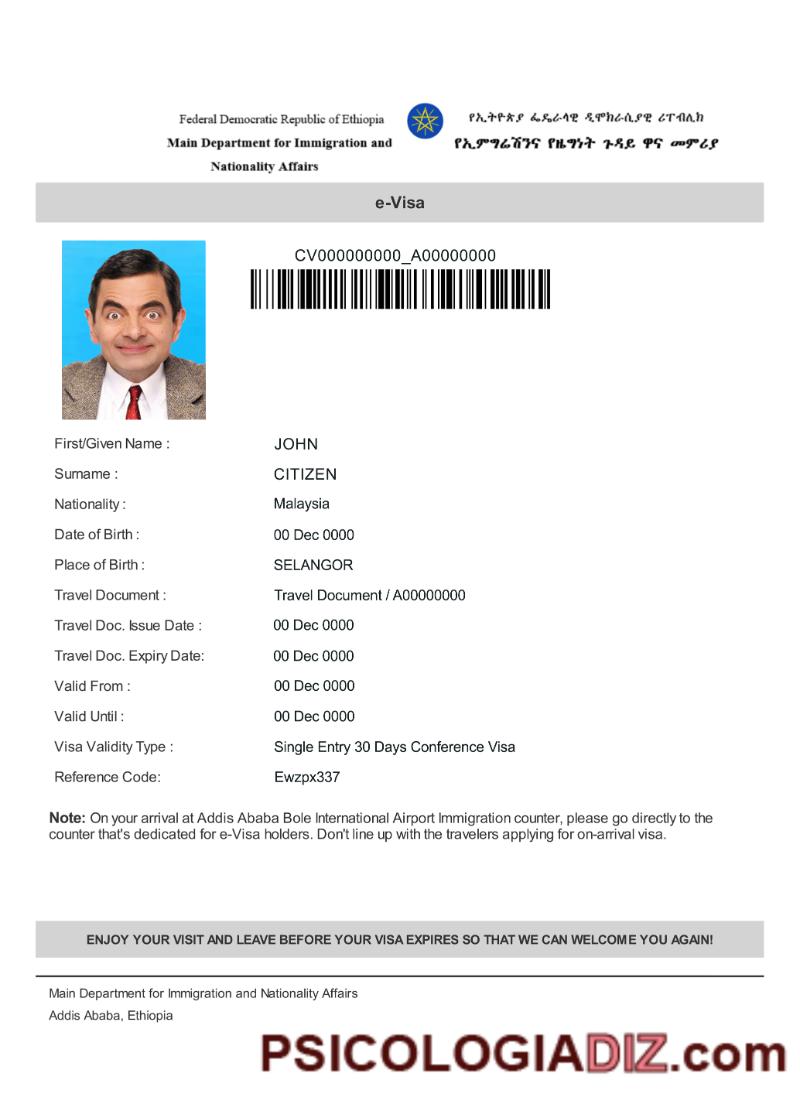 Federal Democratic Republic of Ethiopia
Main Department for Immigration and
Nationality Affairs
የኢትዮጵያ ፌዴራላዊ ዲሞክራሲያዊ ሪፐብሊክ
የኢምግሬሽንና የዜግነት ጉዳይ ዋና መምሪያ
e-Visa
CV000000000_A00000000
First/Given Name : JOHN
Surname : CITIZEN
Nationality : Malaysia
Date of Birth : 00 Dec 0000
Place of Birth : SELANGOR
Travel Document : Travel Document / A00000000
Travel Doc. Issue Date : 00 Dec 0000
Travel Doc. Expiry Date: 00 Dec 0000
Valid From : 00 Dec 0000
Valid Until : 00 Dec 0000
Visa Validity Type : Single Entry 30 Days Conference Visa
Reference Code: Ewzpx337
Note: On your arrival at Addis Ababa Bole International Airport Immigration counter, please go directly to the
counter that's dedicated for e-Visa holders. Don't line up with the travelers applying for on-arrival visa.
ENJOY YOUR VISIT AND LEAVE BEFORE YOUR VISA EXPIRES SO THAT WE CAN WELCOME YOU AGAIN!
Main Department for Immigration and Nationality Affairs
Addis Ababa, Ethiopia
PSICOLOGIADIZ.com